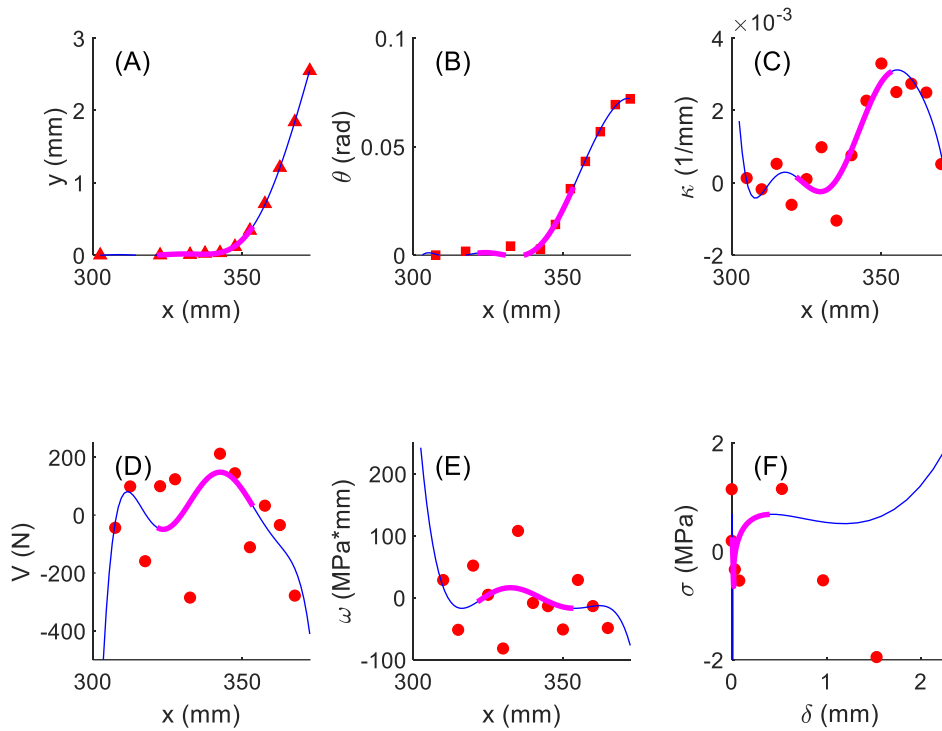 (A)
y (mm)
3
2
1
0
300
350
x (mm)
(B)
θ (rad)
0.1
0.05
0
300
350
x (mm)
×10⁻³
(C)
κ (1/mm)
4
2
0
-2
300
350
x (mm)
(D)
V (N)
200
0
-200
-400
300
350
x (mm)
(E)
ω (MPa*mm)
200
100
0
-100
300
350
x (mm)
(F)
σ (MPa)
2
0
-2
0
1
2
δ (mm)